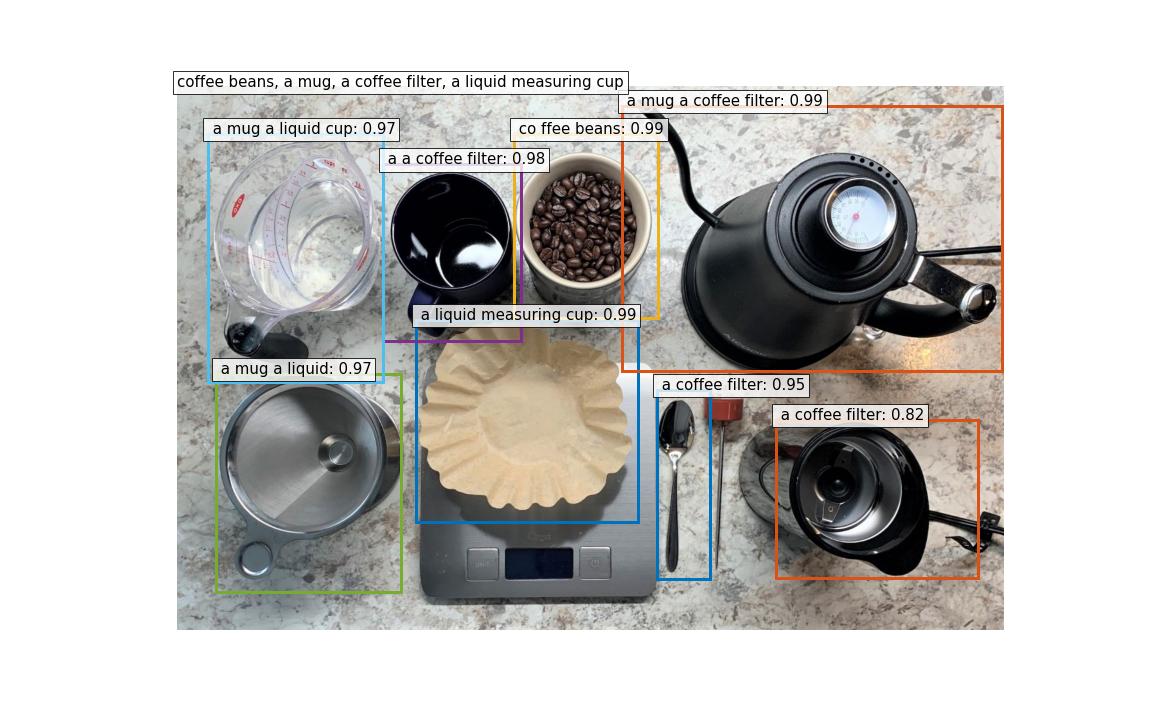 coffee beans, a mug, a coffee filter, a liquid measuring cup
a mug a coffee filter: 0.99
a mug a liquid cup: 0.97
co ffee beans: 0.99
a a coffee filter: 0.98
OXO
a liquid measuring cup: 0.99
a mug a liquid: 0.97
a coffee filter: 0.95
a coffee filter: 0.82
UNIT